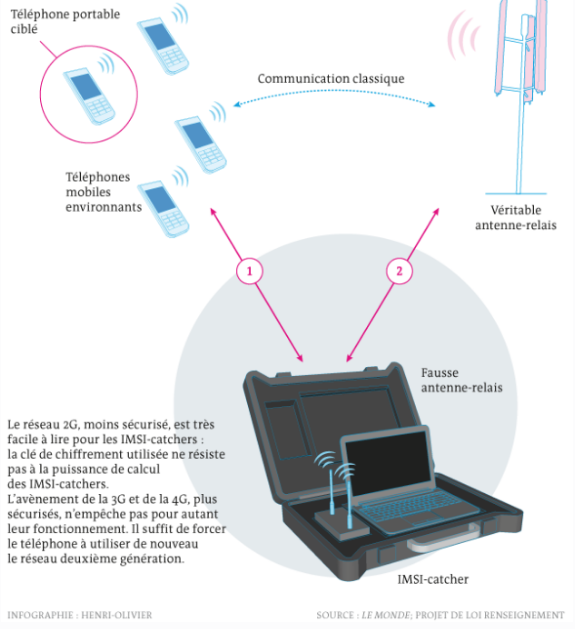 Téléphone portable
ciblé
Communication classique
Téléphones
mobiles
environnants
Véritable
antenne-relais
1
2
Fausse
antenne-relais
Le réseau 2G, moins sécurisé, est très
facile à lire pour les IMSI-catchers :
la clé de chiffrement utilisée ne résiste
pas à la puissance de calcul
des IMSI-catchers.
L'avènement de la 3G et de la 4G, plus
sécurisés, n'empêche pas pour autant
leur fonctionnement. Il suffit de forcer
le téléphone à utiliser de nouveau
le réseau deuxième génération.
IMSI-catcher
INFOGRAPHIE : HENRI-OLIVIER
SOURCE : LE MONDE; PROJET DE LOI RENSEIGNEMENT